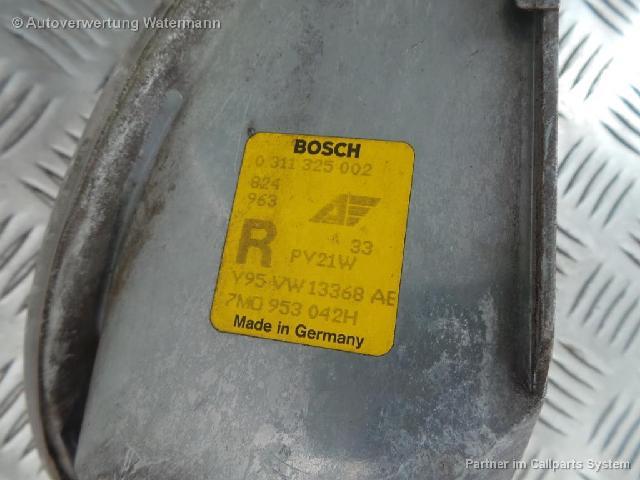 © Autoverwertung Watermann
BOSCH
0 311 325 002
824
963
33
R PY21W
Y95 VW 13368 AE
7M0 953 042H
Made in Germany
Partner im Callparts System